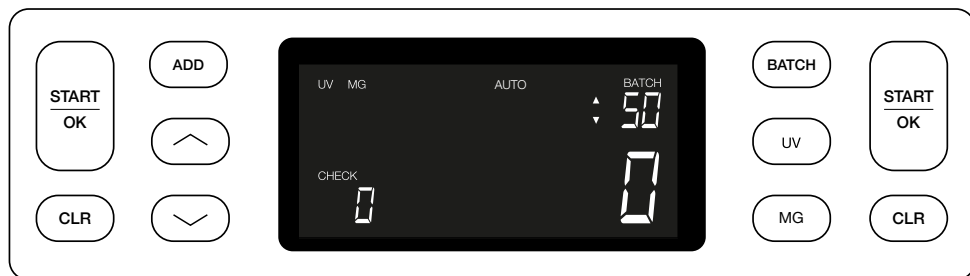 START
OK
CLR
ADD
UV MG AUTO BATCH
50
CHECK
0
0
BATCH
UV
MG
START
OK
CLR